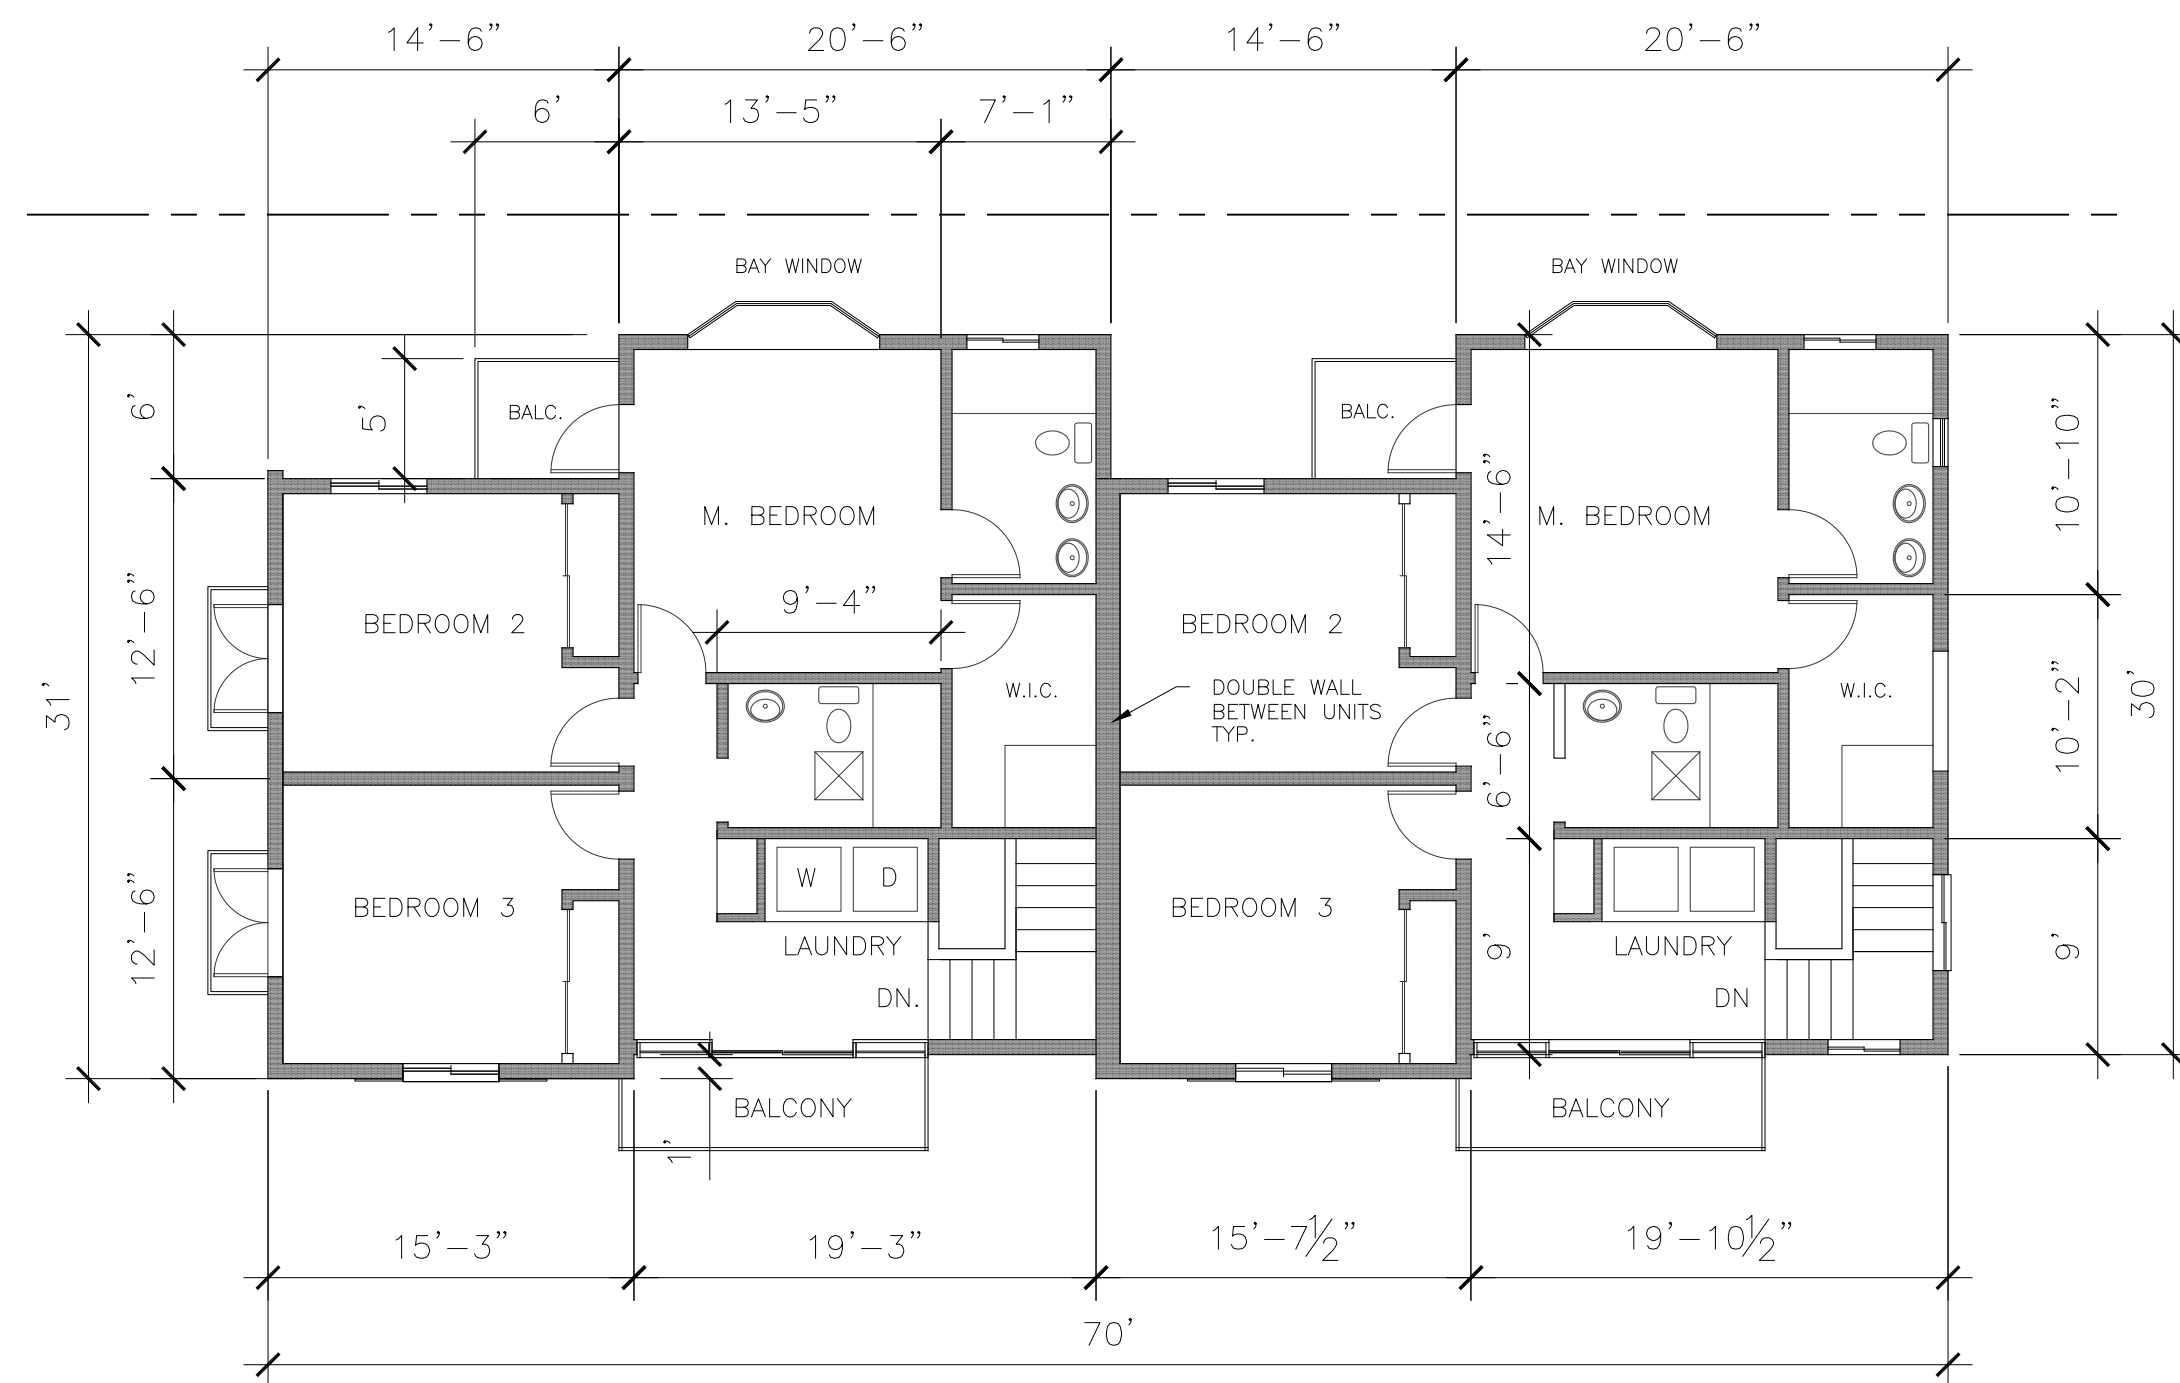 14'-6" 20'-6" 14'-6" 20'-6"
6' 13'-5" 7'-1"
BAY WINDOW BAY WINDOW
6' 5' BALC. BALC. 10'-10"
14'-6"
M. BEDROOM M. BEDROOM
12'-6" BEDROOM 2 9'-4" BEDROOM 2
31' W.I.C. W.I.C. 10'-2" 30'
DOUBLE WALL
BETWEEN UNITS
TYP.
6'-6"
W D
12'-6" BEDROOM 3 BEDROOM 3
LAUNDRY 9' LAUNDRY 9'
DN. DN
BALCONY BALCONY
1'
15'-3" 19'-3" 15'-7½" 19'-10½"
70'